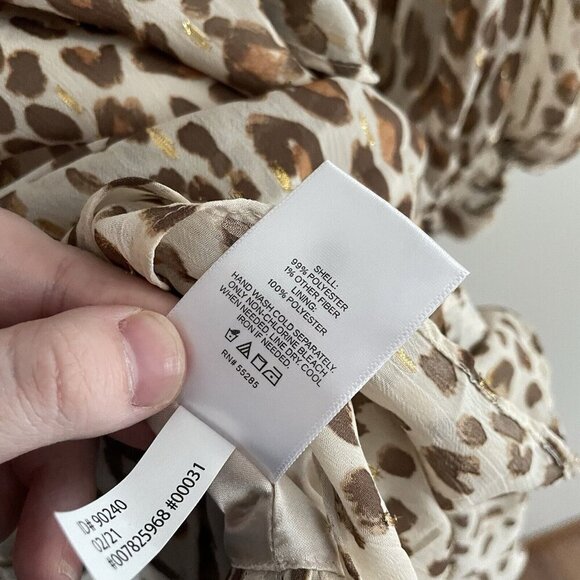 SHELL:
99% POLYESTER
1% OTHER FIBER
LINING:
100% POLYESTER
HAND WASH COLD SEPARATELY.
ONLY NON-CHLORINE BLEACH
WHEN NEEDED. LINE DRY. COOL
IRON IF NEEDED.
RN# 55285
ID# 90240
02/21
#007825968 #00031